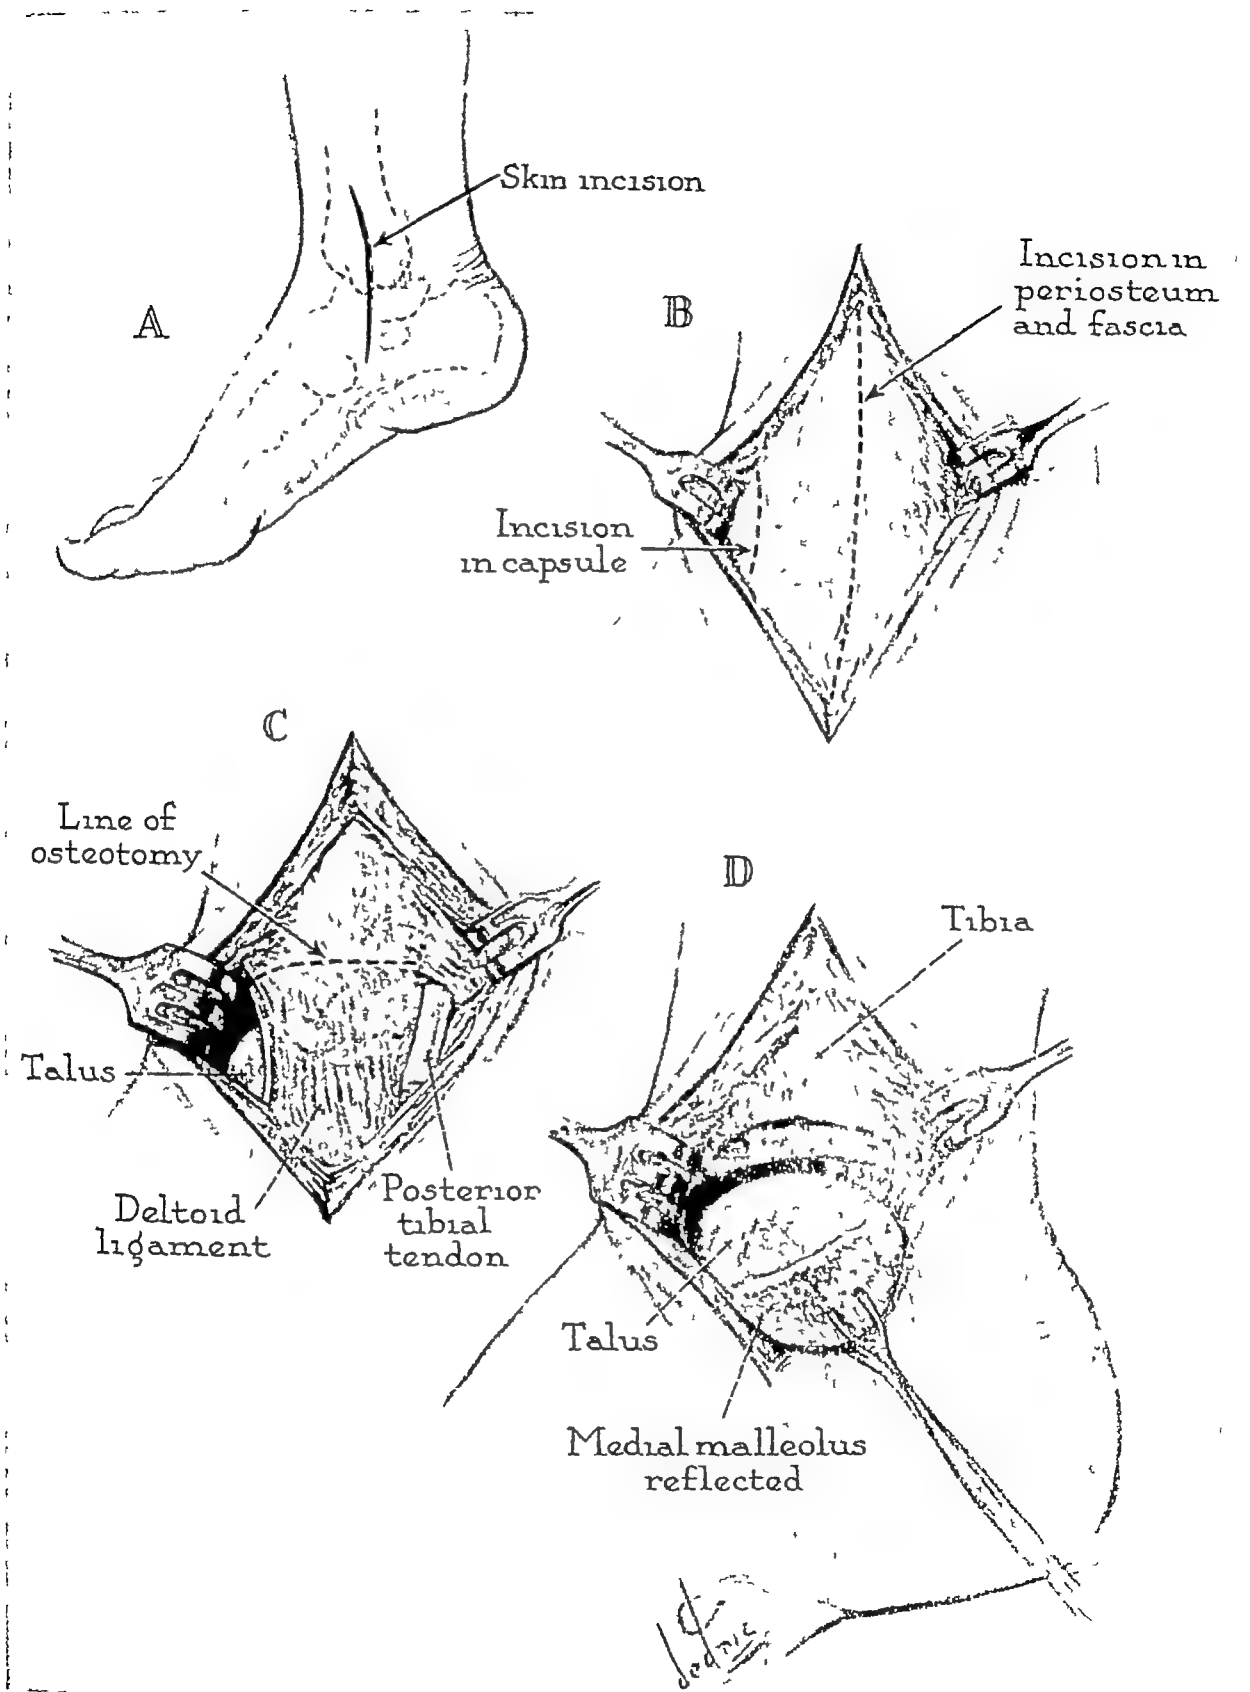 A
Skin incision
B
Incision in
periosteum
and fascia
Incision
in capsule
C
Line of
osteotomy
Talus
Deltoid
ligament
Posterior
tibial
tendon
D
Tibia
Talus
Medial malleolus
reflected